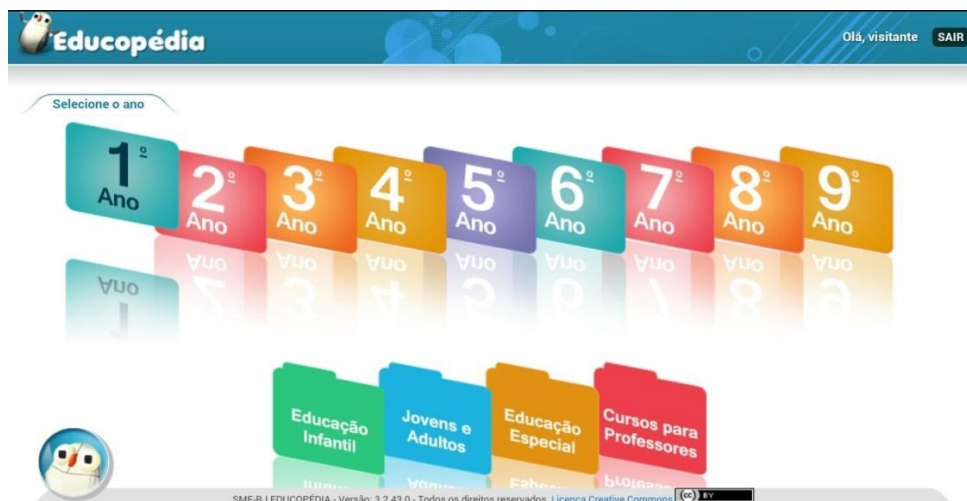 Educopédia
Olá, visitante SAIR
Selecione o ano
1º Ano
2º Ano
3º Ano
4º Ano
5º Ano
6º Ano
7º Ano
8º Ano
9º Ano
Educação
Infantil
Jovens e
Adultos
Educação
Especial
Cursos para
Professores
EDUCOPÉDIA - Versão: 3.2.43.0 - Todos os direitos reservados. Licença Creative Commons
(cc) BY